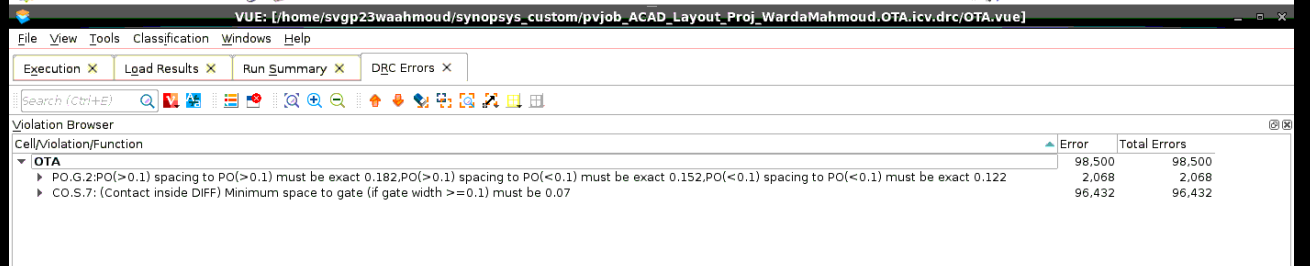 VUE: [/home/svgp23waahmoud/synopsys_custom/pvjob_ACAD_Layout_Proj_WardaMahmoud.OTA.icv.drc/OTA.vue]
File View Tools Classification Windows Help
Execution Load Results Run Summary DRC Errors
Search (Ctrl+E)
Violation Browser
Cell/Violation/Function Error Total Errors
OTA 98,500 98,500
PO.G.2:PO(>0.1) spacing to PO(>0.1) must be exact 0.182,PO(>0.1) spacing to PO(<0.1) must be exact 0.152,PO(<0.1) spacing to PO(<0.1) must be exact 0.122 2,068 2,068
CO.S.7: (Contact inside DIFF) Minimum space to gate (if gate width >=0.1) must be 0.07 96,432 96,432